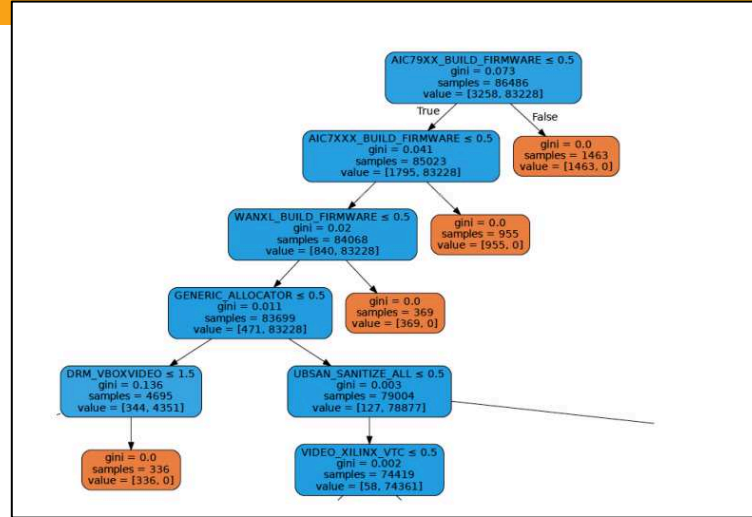 AIC79XX_BUILD_FIRMWARE ≤ 0.5
gini = 0.073
samples = 86486
value = [3258, 83228]
True
False
AIC7XXX_BUILD_FIRMWARE ≤ 0.5
gini = 0.041
samples = 85023
value = [1795, 83228]
gini = 0.0
samples = 1463
value = [1463, 0]
WANXL_BUILD_FIRMWARE ≤ 0.5
gini = 0.02
samples = 84068
value = [840, 83228]
gini = 0.0
samples = 955
value = [955, 0]
GENERIC_ALLOCATOR ≤ 0.5
gini = 0.011
samples = 83699
value = [471, 83228]
gini = 0.0
samples = 369
value = [369, 0]
DRM_VBOXVIDEO ≤ 1.5
gini = 0.136
samples = 4695
value = [344, 4351]
UBSAN_SANITIZE_ALL ≤ 0.5
gini = 0.003
samples = 79004
value = [127, 78877]
gini = 0.0
samples = 336
value = [336, 0]
VIDEO_XILINX_VTC ≤ 0.5
gini = 0.002
samples = 74419
value = [58, 74361]